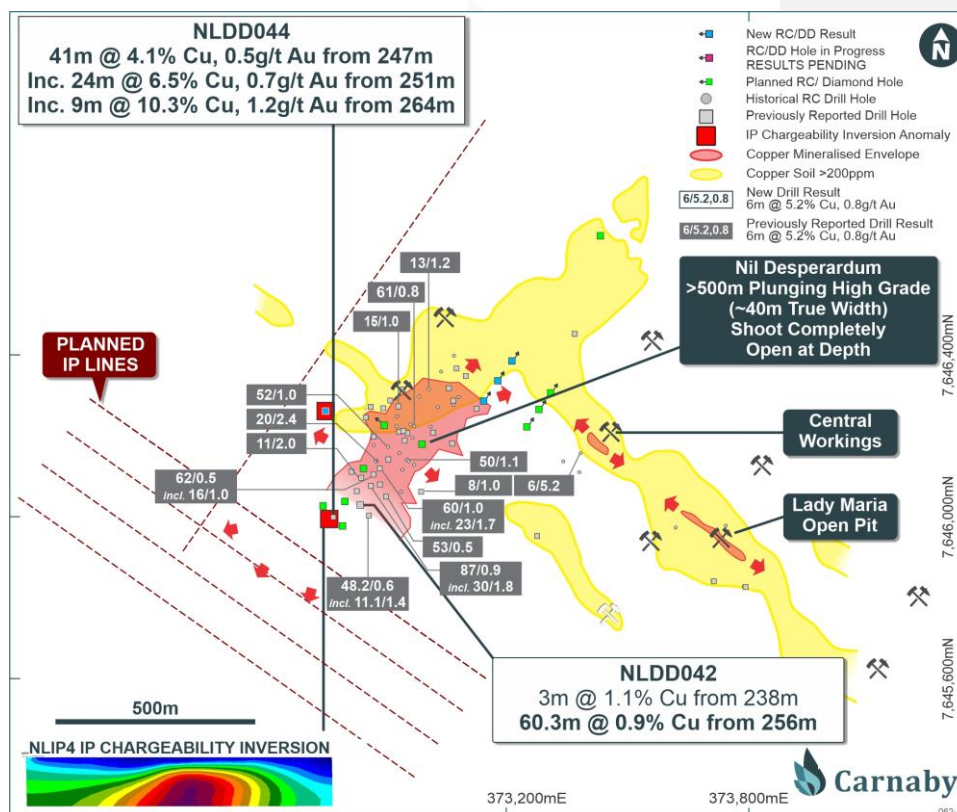 NLDD044
41m @ 4.1% Cu, 0.5g/t Au from 247m
Inc. 24m @ 6.5% Cu, 0.7g/t Au from 251m
Inc. 9m @ 10.3% Cu, 1.2g/t Au from 264m
New RC/DD Result
RC/DD Hole in Progress
RESULTS PENDING
Planned RC/ Diamond Hole
Historical RC Drill Hole
Previously Reported Drill Hole
IP Chargeability Inversion Anomaly
Copper Mineralised Envelope
Copper Soil >200ppm
6/5.2,0.8
New Drill Result
6m @ 5.2% Cu, 0.8g/t Au
6/5.2,0.8
Previously Reported Drill Result
6m @ 5.2% Cu, 0.8g/t Au
N
13/1.2
61/0.8
15/1.0
Nil Desperardum
>500m Plunging High Grade
(~40m True Width)
Shoot Completely
Open at Depth
7,646,400mN
PLANNED
IP LINES
52/1.0
20/2.4
11/2.0
62/0.5
incl. 16/1.0
50/1.1
8/1.0
6/5.2
60/1.0
incl. 23/1.7
53/0.5
87/0.9
incl. 30/1.8
48.2/0.6
incl. 11.1/1.4
Central
Workings
Lady Maria
Open Pit
7,646,000mN
NLDD042
3m @ 1.1% Cu from 238m
60.3m @ 0.9% Cu from 256m
7,645,600mN
500m
NLIP4 IP CHARGEABILITY INVERSION
373,200mE
373,800mE
Carnaby